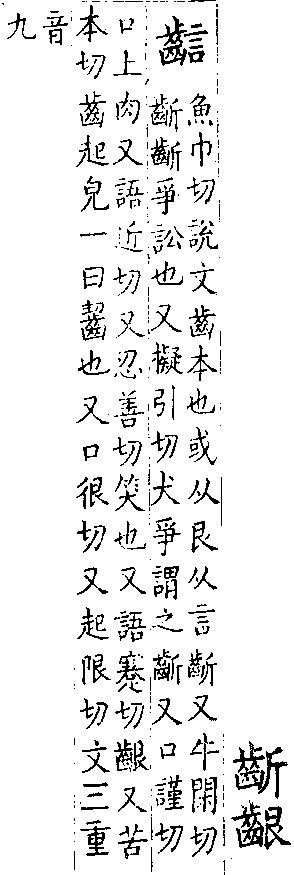 齗齦
魚巾切說文齒本也或从艮从言齗又牛閑切
齗齗爭訟也又擬引切犬爭謂之齗又口謹切
口上肉又語近切又忍善切笑也又語蹇切齦又苦
本切齒起皃一曰齧也又口很切又起限切文三重
音
九